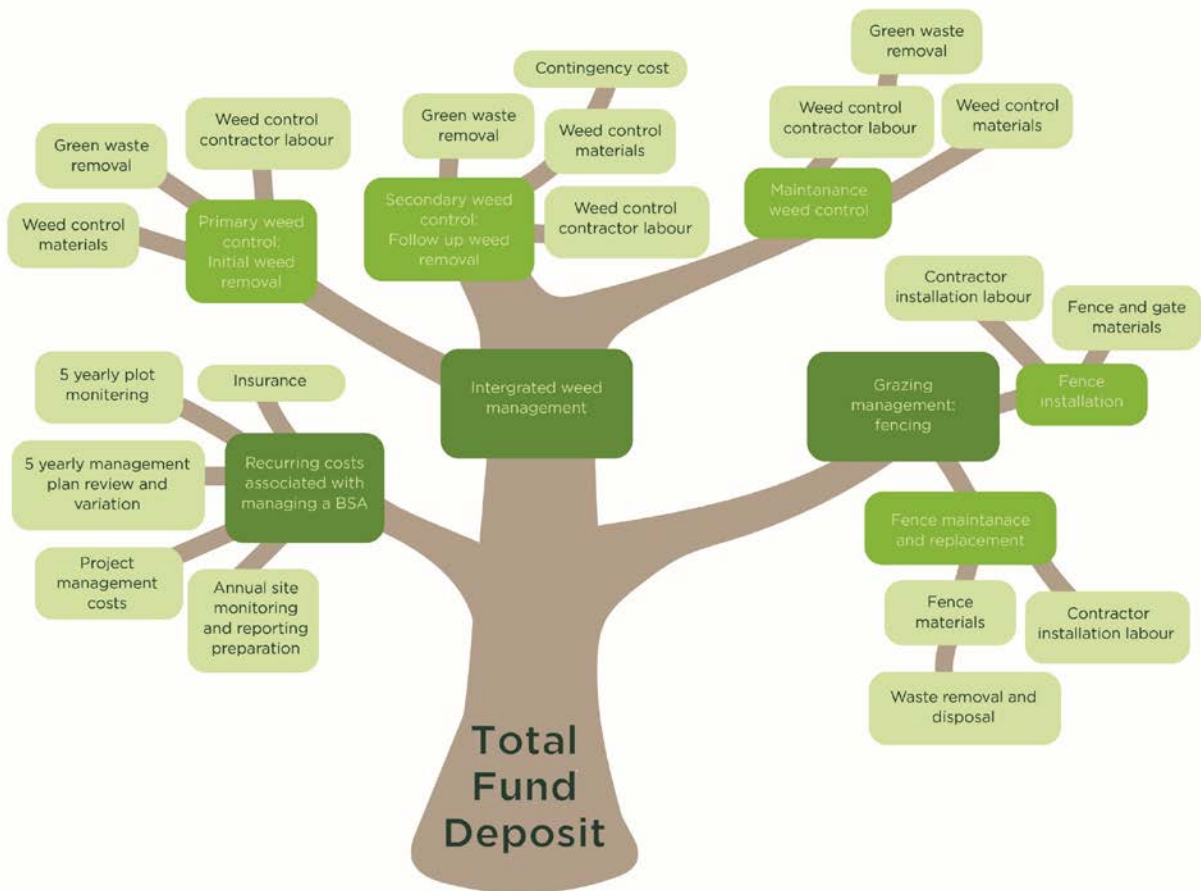 Green waste
removal
Contingency cost
Weed control
contractor labour
Green waste
removal
Weed control
contractor labour
Weed control
materials
Green waste
removal
Weed control
materials
Weed control
materials
Primary weed
control:
Initial weed
removal
Secondary weed
control:
Follow up weed
removal
Weed control
contractor labour
Maintanance
weed control
Contractor
installation labour
Fence and gate
materials
5 yearly plot
monitering
Insurance
Intergrated weed
management
Grazing
management:
fencing
Fence
installation
5 yearly management
plan review and
variation
Recurring costs
associated with
managing a BSA
Fence maintanace
and replacement
Project
management
costs
Annual site
monitoring
and reporting
preparation
Fence
materials
Contractor
installation labour
Waste removal and
disposal
Total
Fund
Deposit